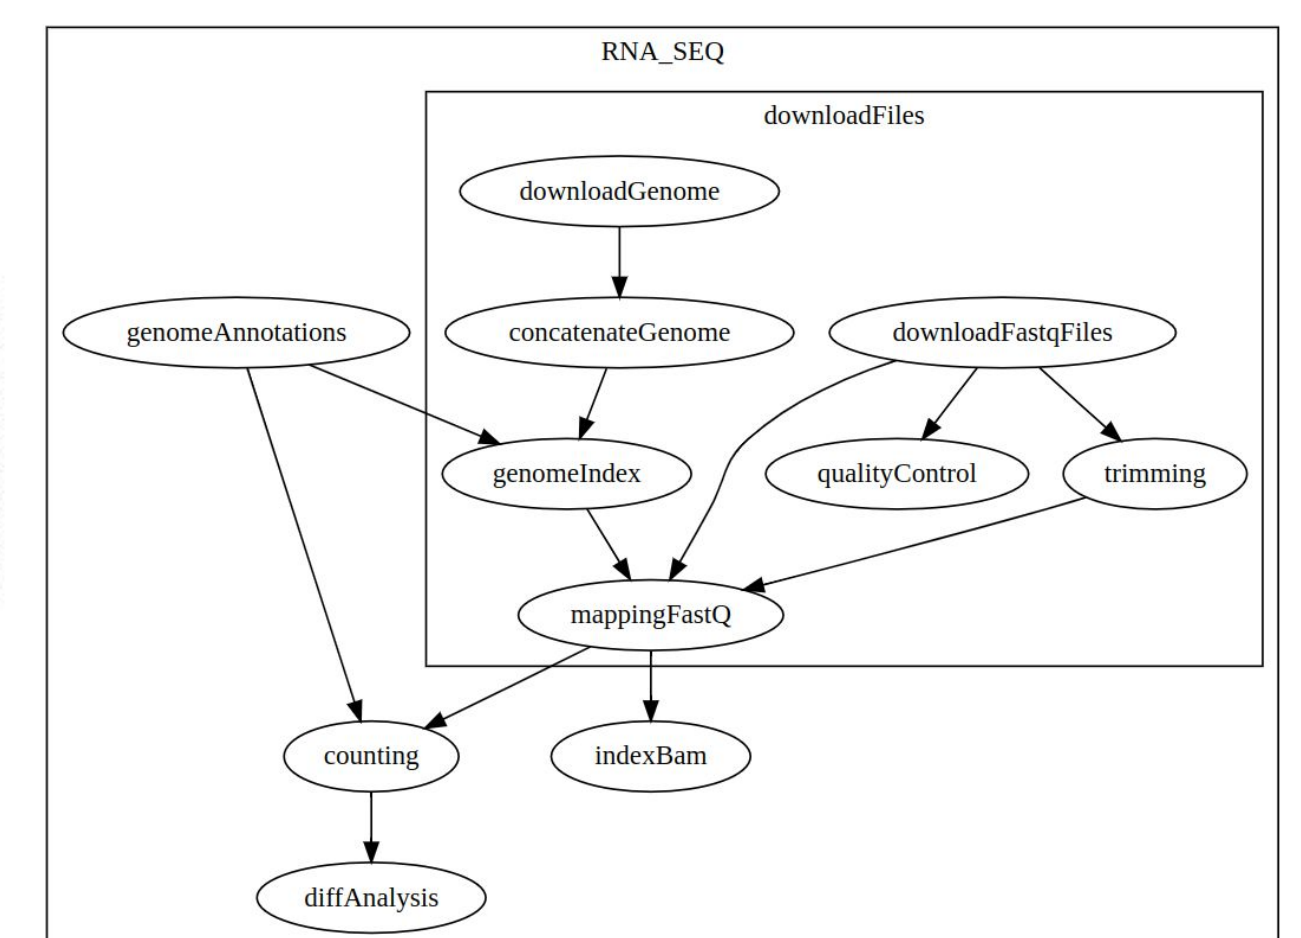 RNA_SEQ
downloadFiles
downloadGenome
genomeAnnotations
concatenateGenome
downloadFastqFiles
genomeIndex
qualityControl
trimming
mappingFastQ
counting
indexBam
diffAnalysis